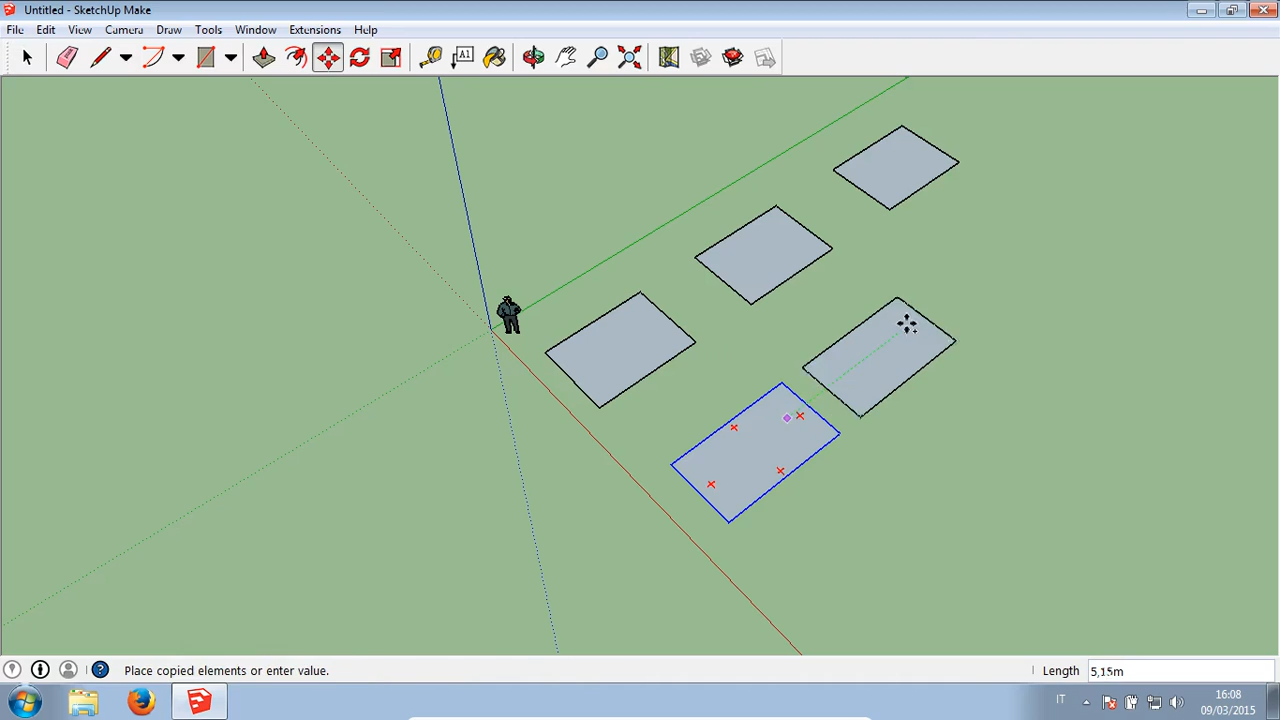 Untitled - SketchUp Make
File Edit View Camera Draw Tools Window Extensions Help
A1
Place copied elements or enter value.
Length 5,15m
IT
16:08
09/03/2015